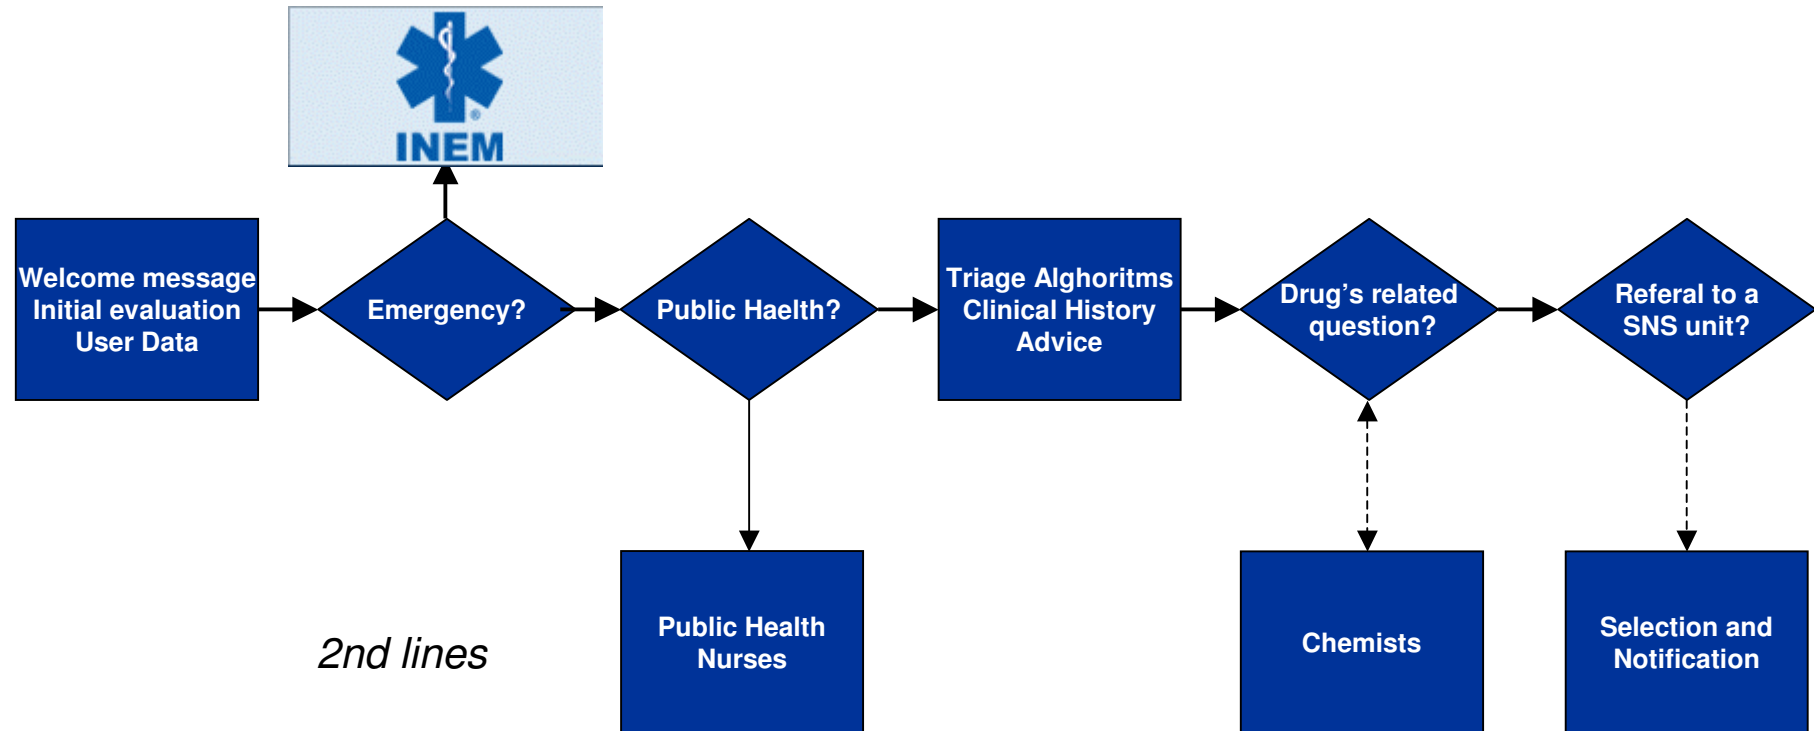 INEM
Welcome message
Initial evaluation
User Data
Emergency?
Public Haelth?
Triage Alghoritms
Clinical History
Advice
Drug's related
question?
Referal to a
SNS unit?
2nd lines
Public Health
Nurses
Chemists
Selection and
Notification